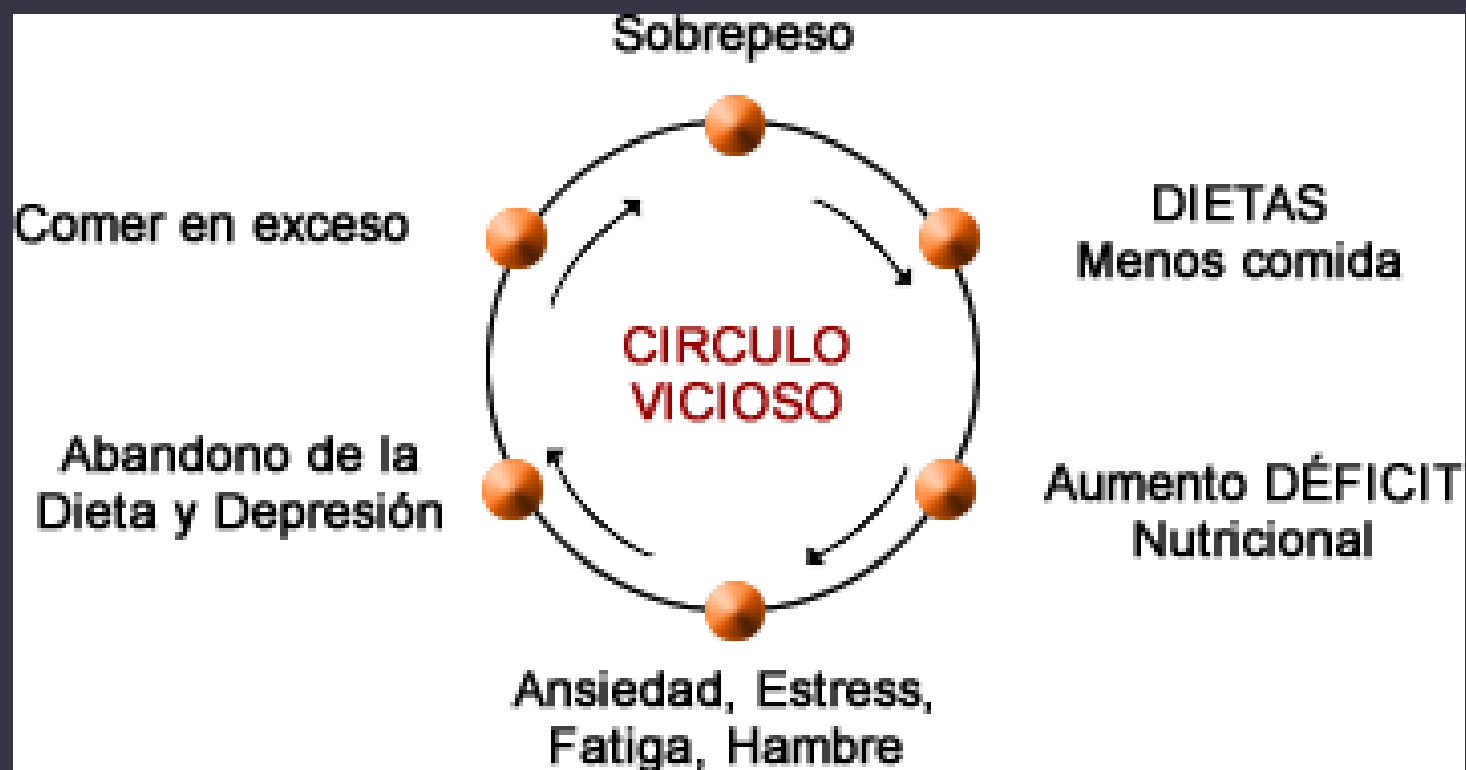 Sobrepeso
DIETAS
Menos comida
Aumento DÉFICIT
Nutricional
Ansiedad, Estress,
Fatiga, Hambre
Abandono de la
Dieta y Depresión
Comer en exceso
CIRCULO
VICIOSO